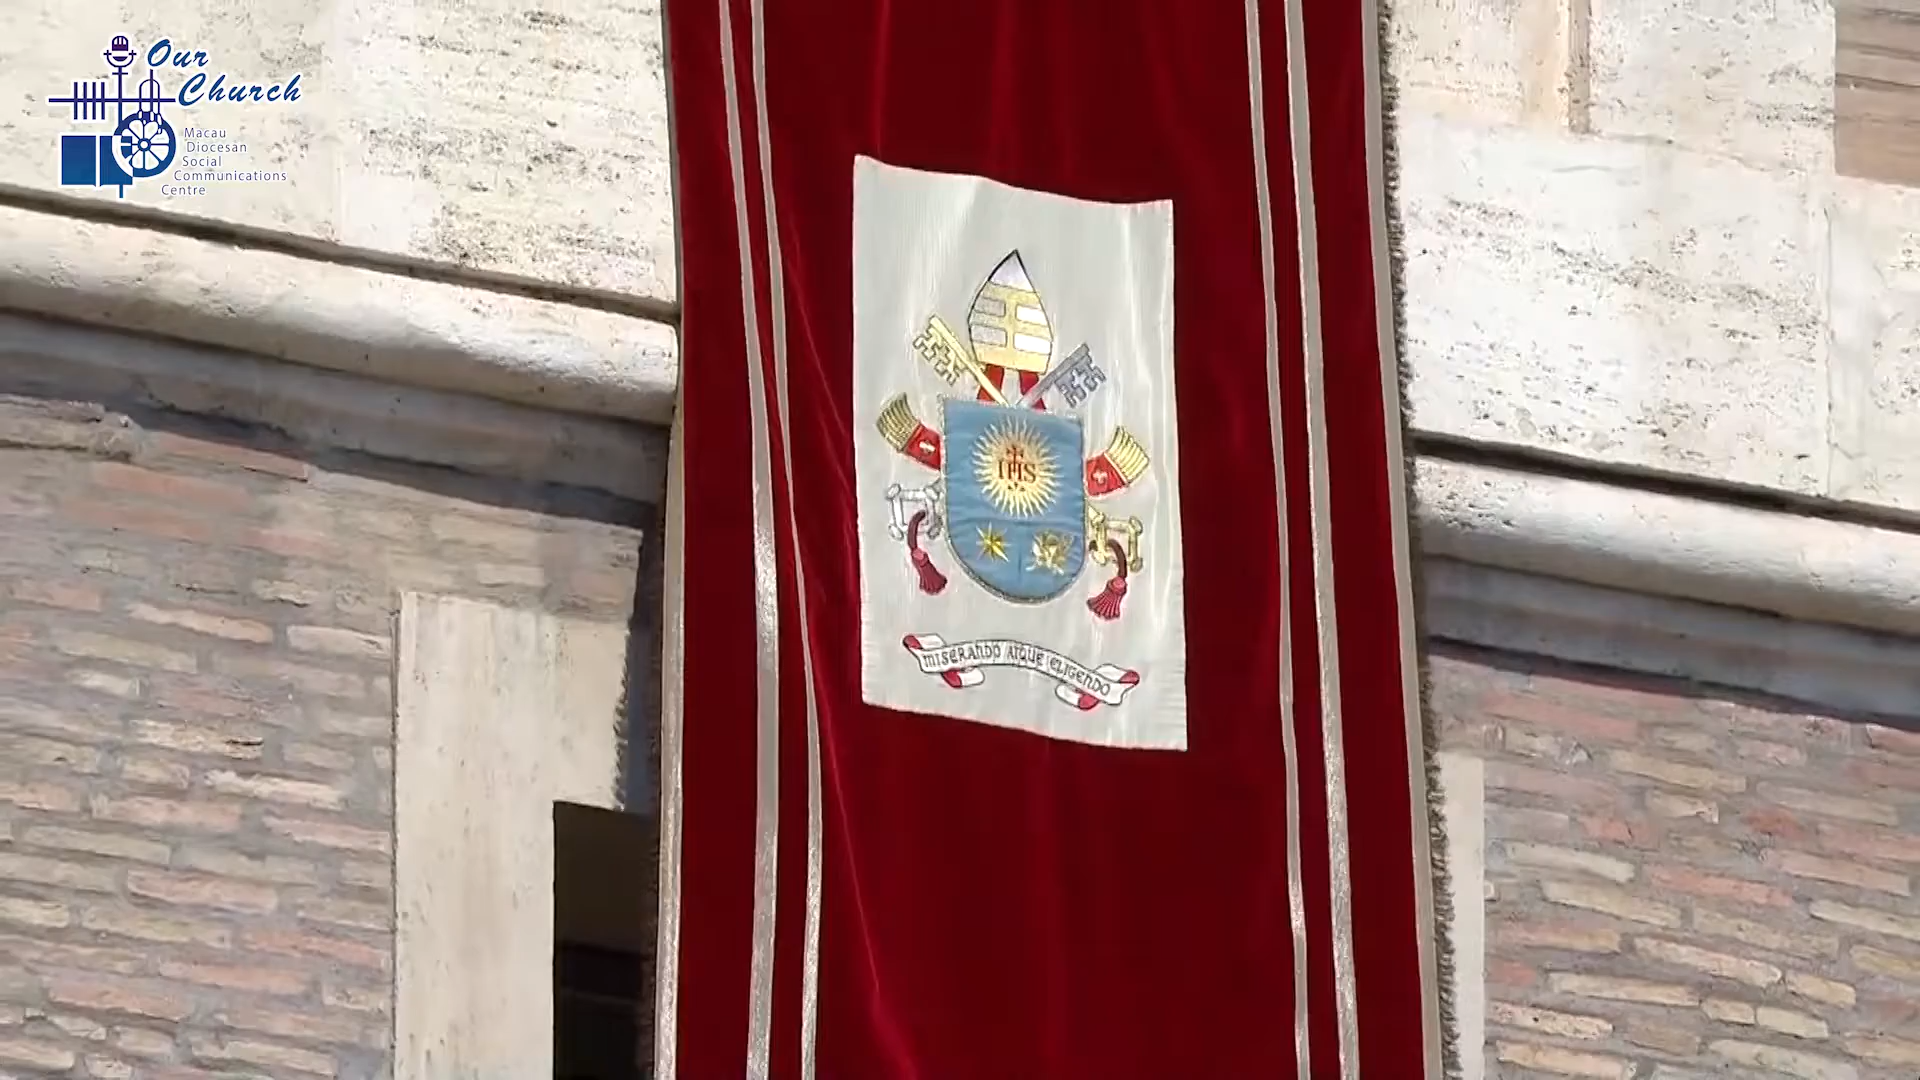 Our
Church
Macau
Diocesan
Social
Communications
Centre
IHS
MISERANDO ATQUE ELIGENDO